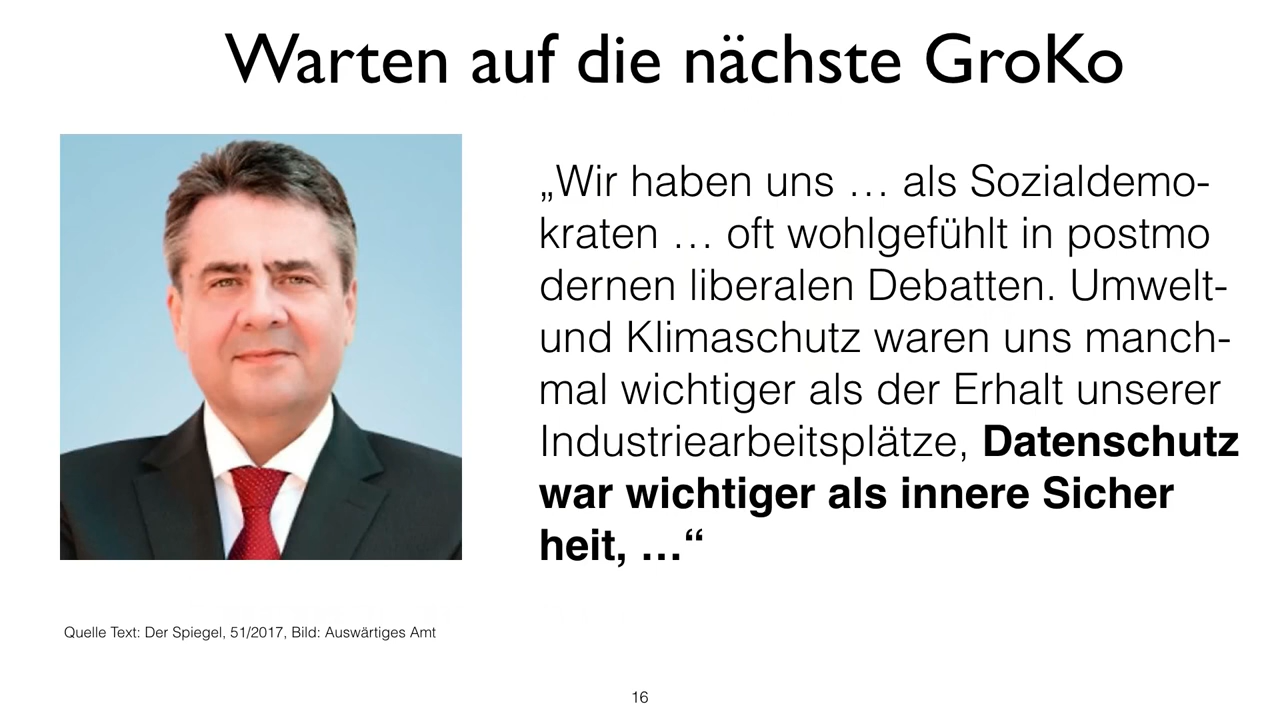 Warten auf die nächste GroKo
„Wir haben uns … als Sozialdemo-
kraten … oft wohlgefühlt in postmo
dernen liberalen Debatten. Umwelt-
und Klimaschutz waren uns manch-
mal wichtiger als der Erhalt unserer
Industriearbeitsplätze, Datenschutz
war wichtiger als innere Sicher
heit, …“
Quelle Text: Der Spiegel, 51/2017, Bild: Auswärtiges Amt
16